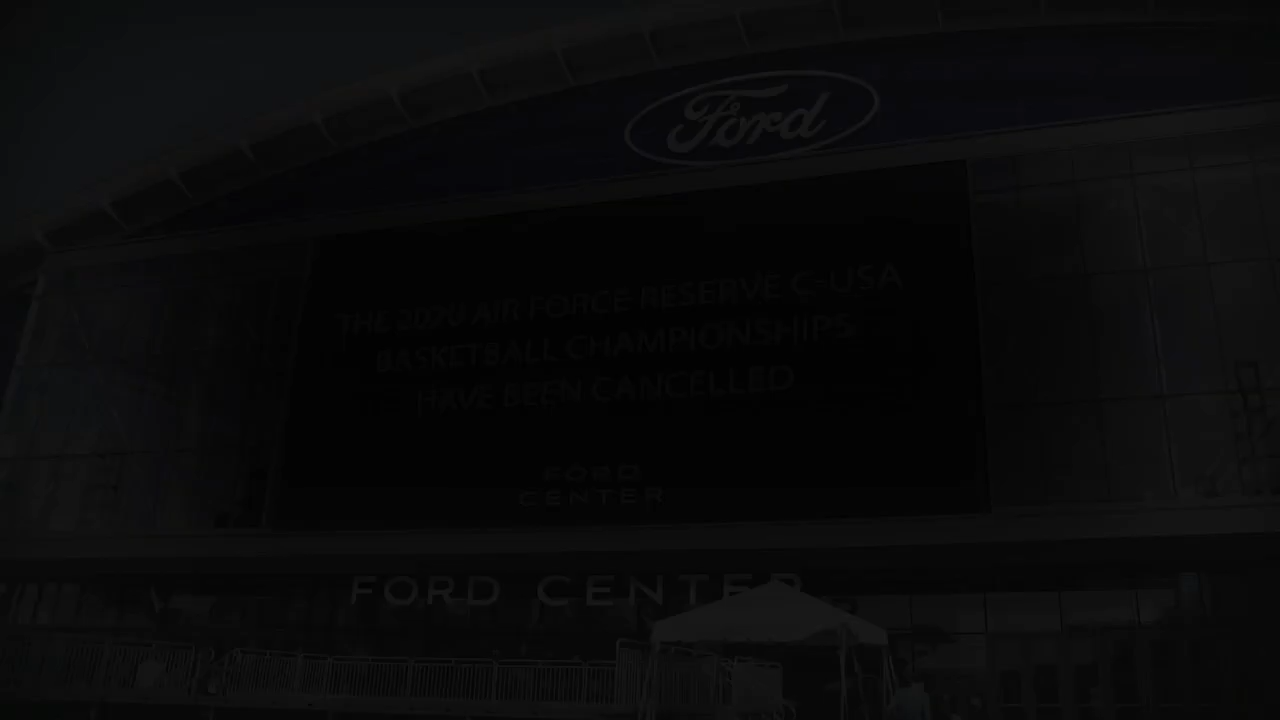 Ford
THE 2020 AIR FORCE RESERVE C-USA
BASKETBALL CHAMPIONSHIPS
HAVE BEEN CANCELLED
FORD
CENTER
FORD CENTER